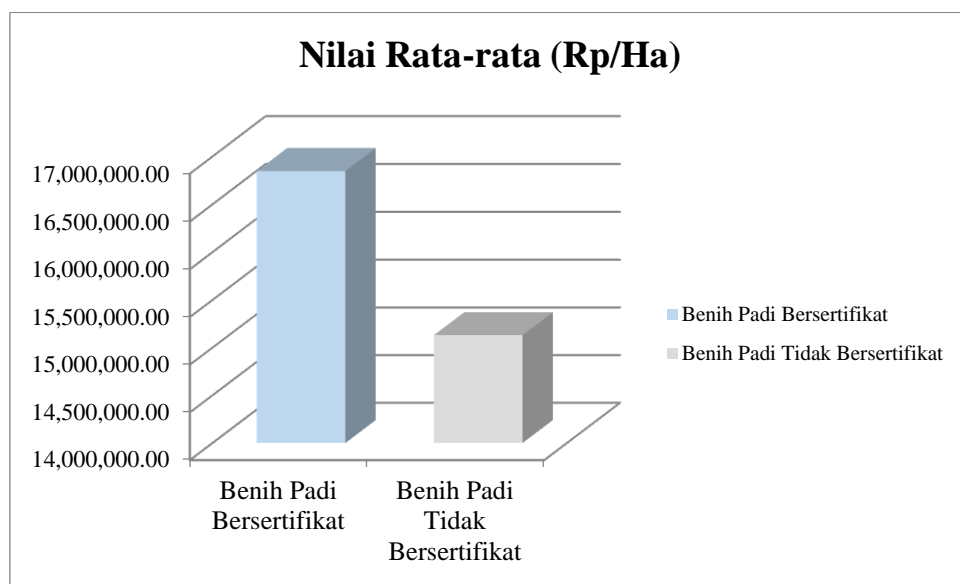 Nilai Rata-rata (Rp/Ha)
17,000,000.00
16,500,000.00
16,000,000.00
15,500,000.00
15,000,000.00
14,500,000.00
14,000,000.00
Benih Padi
Bersertifikat
Benih Padi
Tidak
Bersertifikat
Benih Padi Bersertifikat
Benih Padi Tidak Bersertifikat